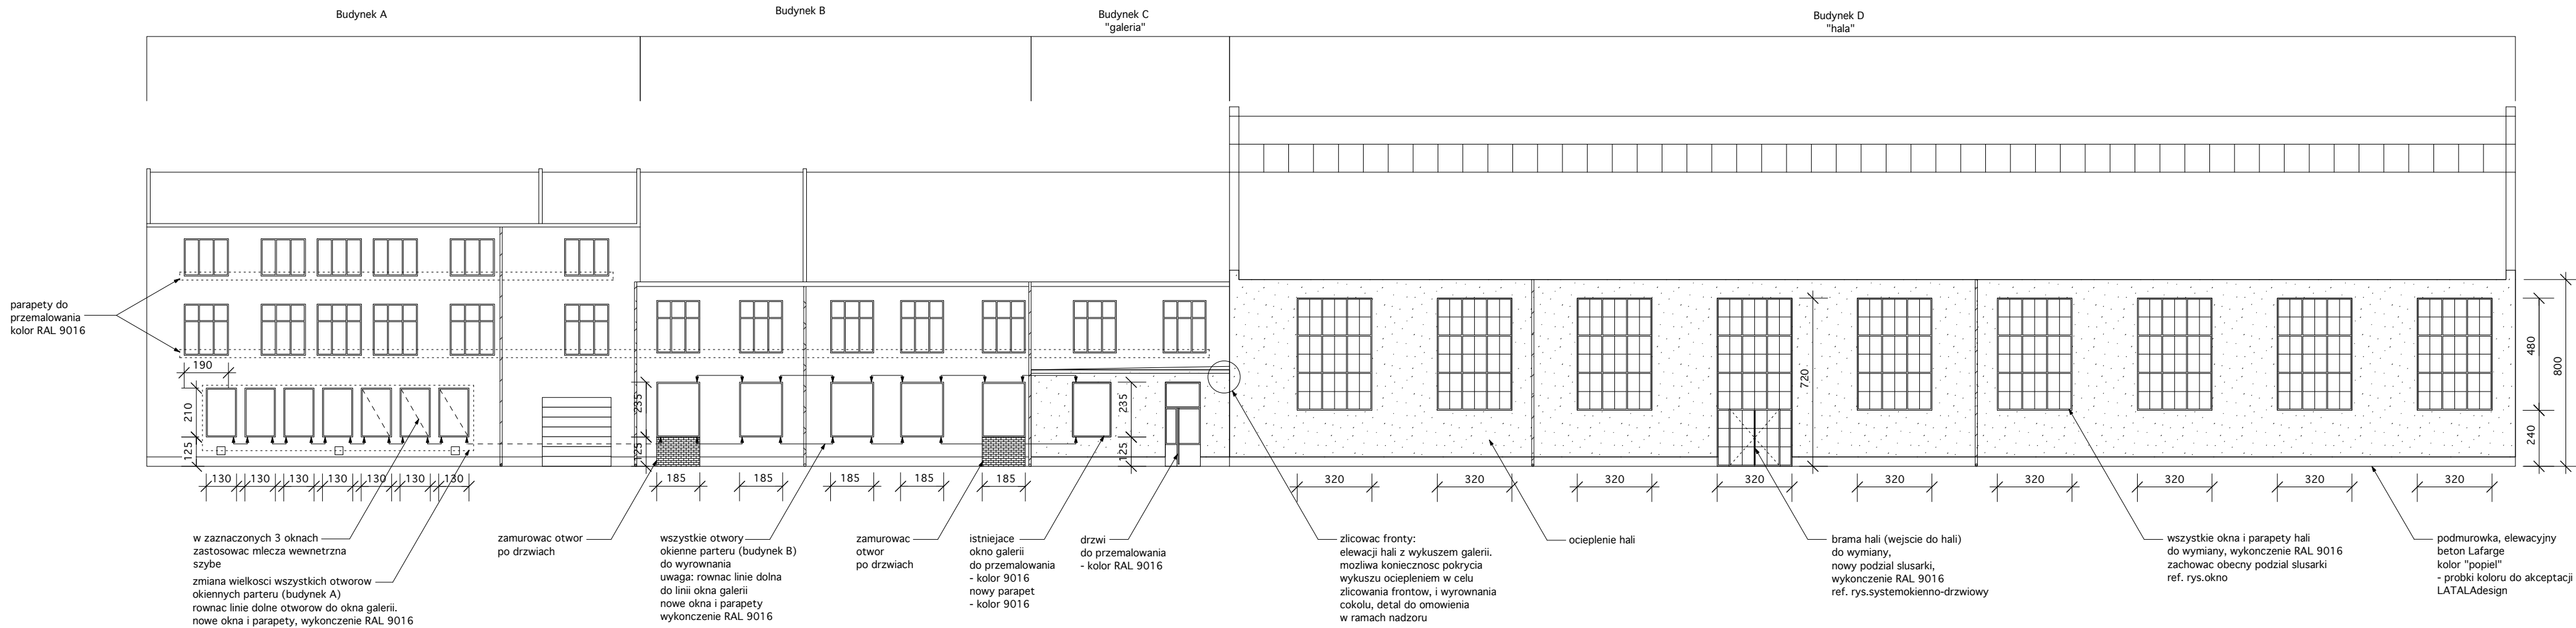 Budynek A
Budynek B
Budynek C
"galeria"
Budynek D
"hala"
parapety do
przemalowania
kolor RAL 9016
190
210
125
235
125
235
125
720
480
240
800
130
130
130
130
130
130
130
185
185
185
185
185
320
320
320
320
320
320
320
320
320
w zaznaczonych 3 oknach
zastosowac mlecza wewnetrzna
szybe
zmiana wielkosci wszystkich otworow
okiennych parteru (budynek A)
rownac linie dolne otworow do okna galerii.
nowe okna i parapety, wykonczenie RAL 9016
zamurowac otwor
po drzwiach
wszystkie otwory
okienne parteru (budynek B)
do wyrownania
uwaga: rownac linie dolna
do linii okna galerii
nowe okna i parapety
wykonczenie RAL 9016
zamurowac
otwor
po drzwiach
istniejace
okno galerii
do przemalowania
- kolor 9016
nowy parapet
- kolor 9016
drzwi
do przemalowania
- kolor RAL 9016
zlicowac fronty:
elewacji hali z wykuszem galerii.
mozliwa koniecznosc pokrycia
wykuszu ociepleniem w celu
zlicowania frontow, i wyrownania
cokolu, detal do omowienia
w ramach nadzoru
ocieplenie hali
brama hali (wejscie do hali)
do wymiany,
nowy podzial slusarki,
wykonczenie RAL 9016
ref. rys.systemokienno-drzwiowy
wszystkie okna i parapety hali
do wymiany, wykonczenie RAL 9016
zachowac obecny podzial slusarki
ref. rys.okno
podmurowka, elewacyjny
beton Lafarge
kolor "popiel"
- probki koloru do akceptacji
LATALAdesign